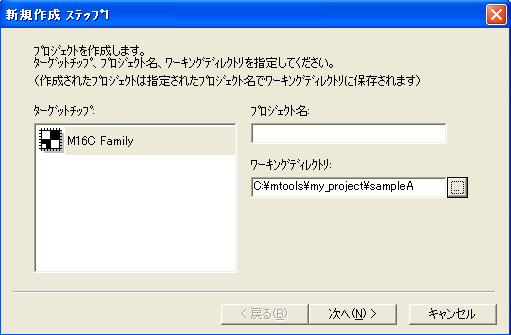 新規作成 ｽﾃｯﾌﾟ1
ﾌﾟﾛｼﾞｪｸﾄを作成します。
ﾀｰｹﾞｯﾄﾁｯﾌﾟ、ﾌﾟﾛｼﾞｪｸﾄ名、ﾜｰｷﾝｸﾞﾃﾞｨﾚｸﾄﾘを指定してください。
（作成されたﾌﾟﾛｼﾞｪｸﾄは指定されたﾌﾟﾛｼﾞｪｸﾄ名でﾜｰｷﾝｸﾞﾃﾞｨﾚｸﾄﾘに保存されます）
ﾀｰｹﾞｯﾄﾁｯﾌﾟ:
M16C Family
ﾌﾟﾛｼﾞｪｸﾄ名:
ﾜｰｷﾝｸﾞﾃﾞｨﾚｸﾄﾘ:
C:¥mtools¥my_project¥sampleA
...
< 戻る(B)
次へ(N) >
ｷｬﾝｾﾙ